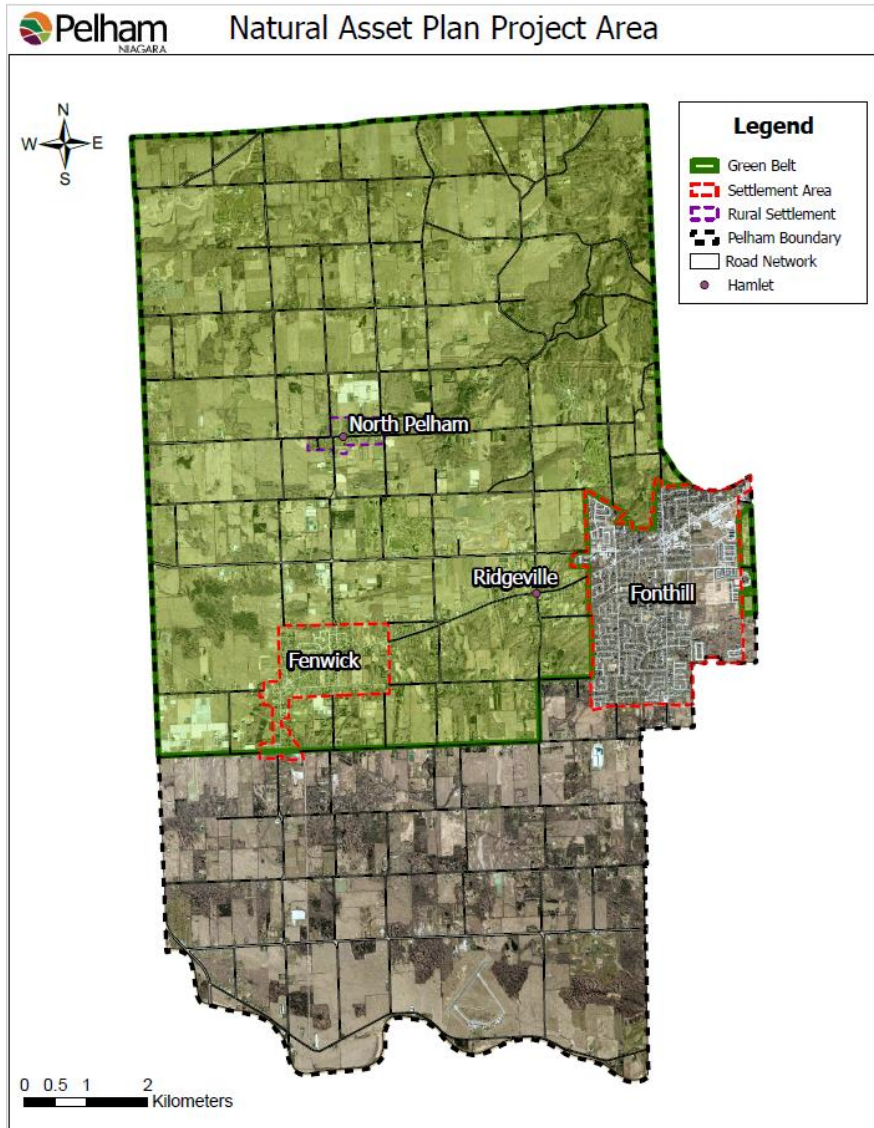 Pelham
NIAGARA
Natural Asset Plan Project Area
N
W E
S
Legend
Green Belt
Settlement Area
Rural Settlement
Pelham Boundary
Road Network
Hamlet
North Pelham
Ridgeville
Fonthill
Fenwick
0 0.5 1 2
Kilometers